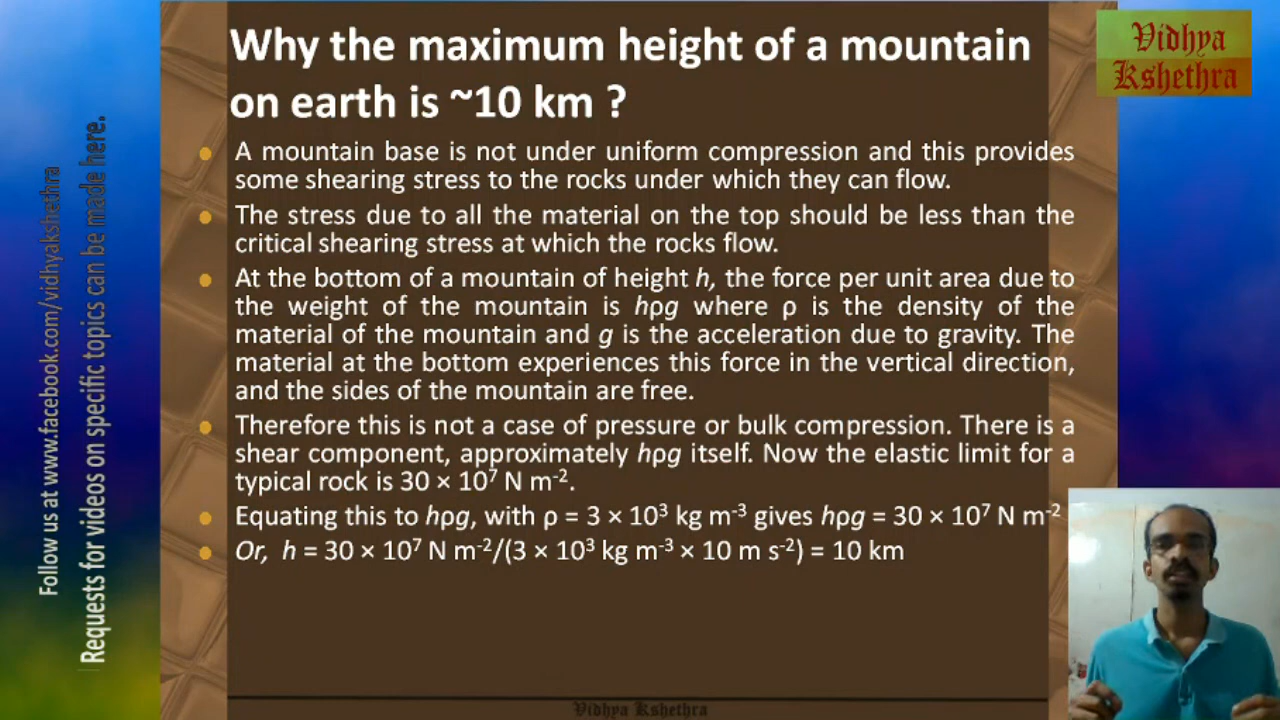 Why the maximum height of a mountain
on earth is ~10 km ?
A mountain base is not under uniform compression and this provides
some shearing stress to the rocks under which they can flow.
The stress due to all the material on the top should be less than the
critical shearing stress at which the rocks flow.
At the bottom of a mountain of height h, the force per unit area due to
the weight of the mountain is hρg where ρ is the density of the
material of the mountain and g is the acceleration due to gravity. The
material at the bottom experiences this force in the vertical direction,
and the sides of the mountain are free.
Therefore this is not a case of pressure or bulk compression. There is a
shear component, approximately hρg itself. Now the elastic limit for a
typical rock is 30 × 10⁷ N m⁻².
Equating this to hρg, with ρ = 3 × 10³ kg m⁻³ gives hρg = 30 × 10⁷ N m⁻²
Or, h = 30 × 10⁷ N m⁻²/(3 × 10³ kg m⁻³ × 10 m s⁻²) = 10 km
Vidhya
Kshethra
Follow us at www.facebook.com/vidhyakshethra
Requests for videos on specific topics can be made here.
Vidhya Kshethra